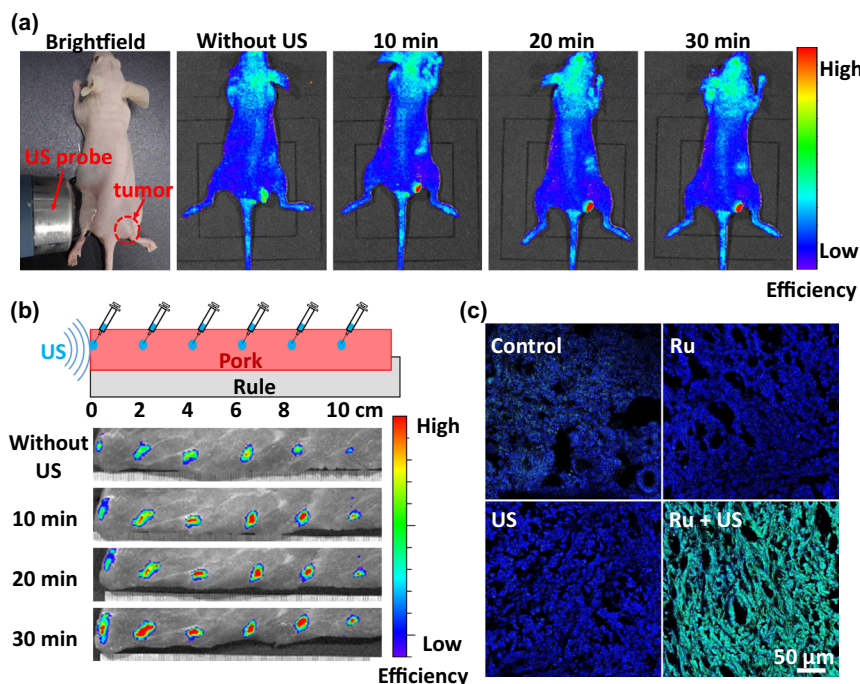 (a)
Brightfield
Without US
10 min
20 min
30 min
US probe
tumor
High
Low
Efficiency
(b)
US
Pork
Rule
0 2 4 6 8 10 cm
Without
US
10 min
20 min
30 min
High
Low
Efficiency
(c)
Control
Ru
US
Ru + US
50 μm